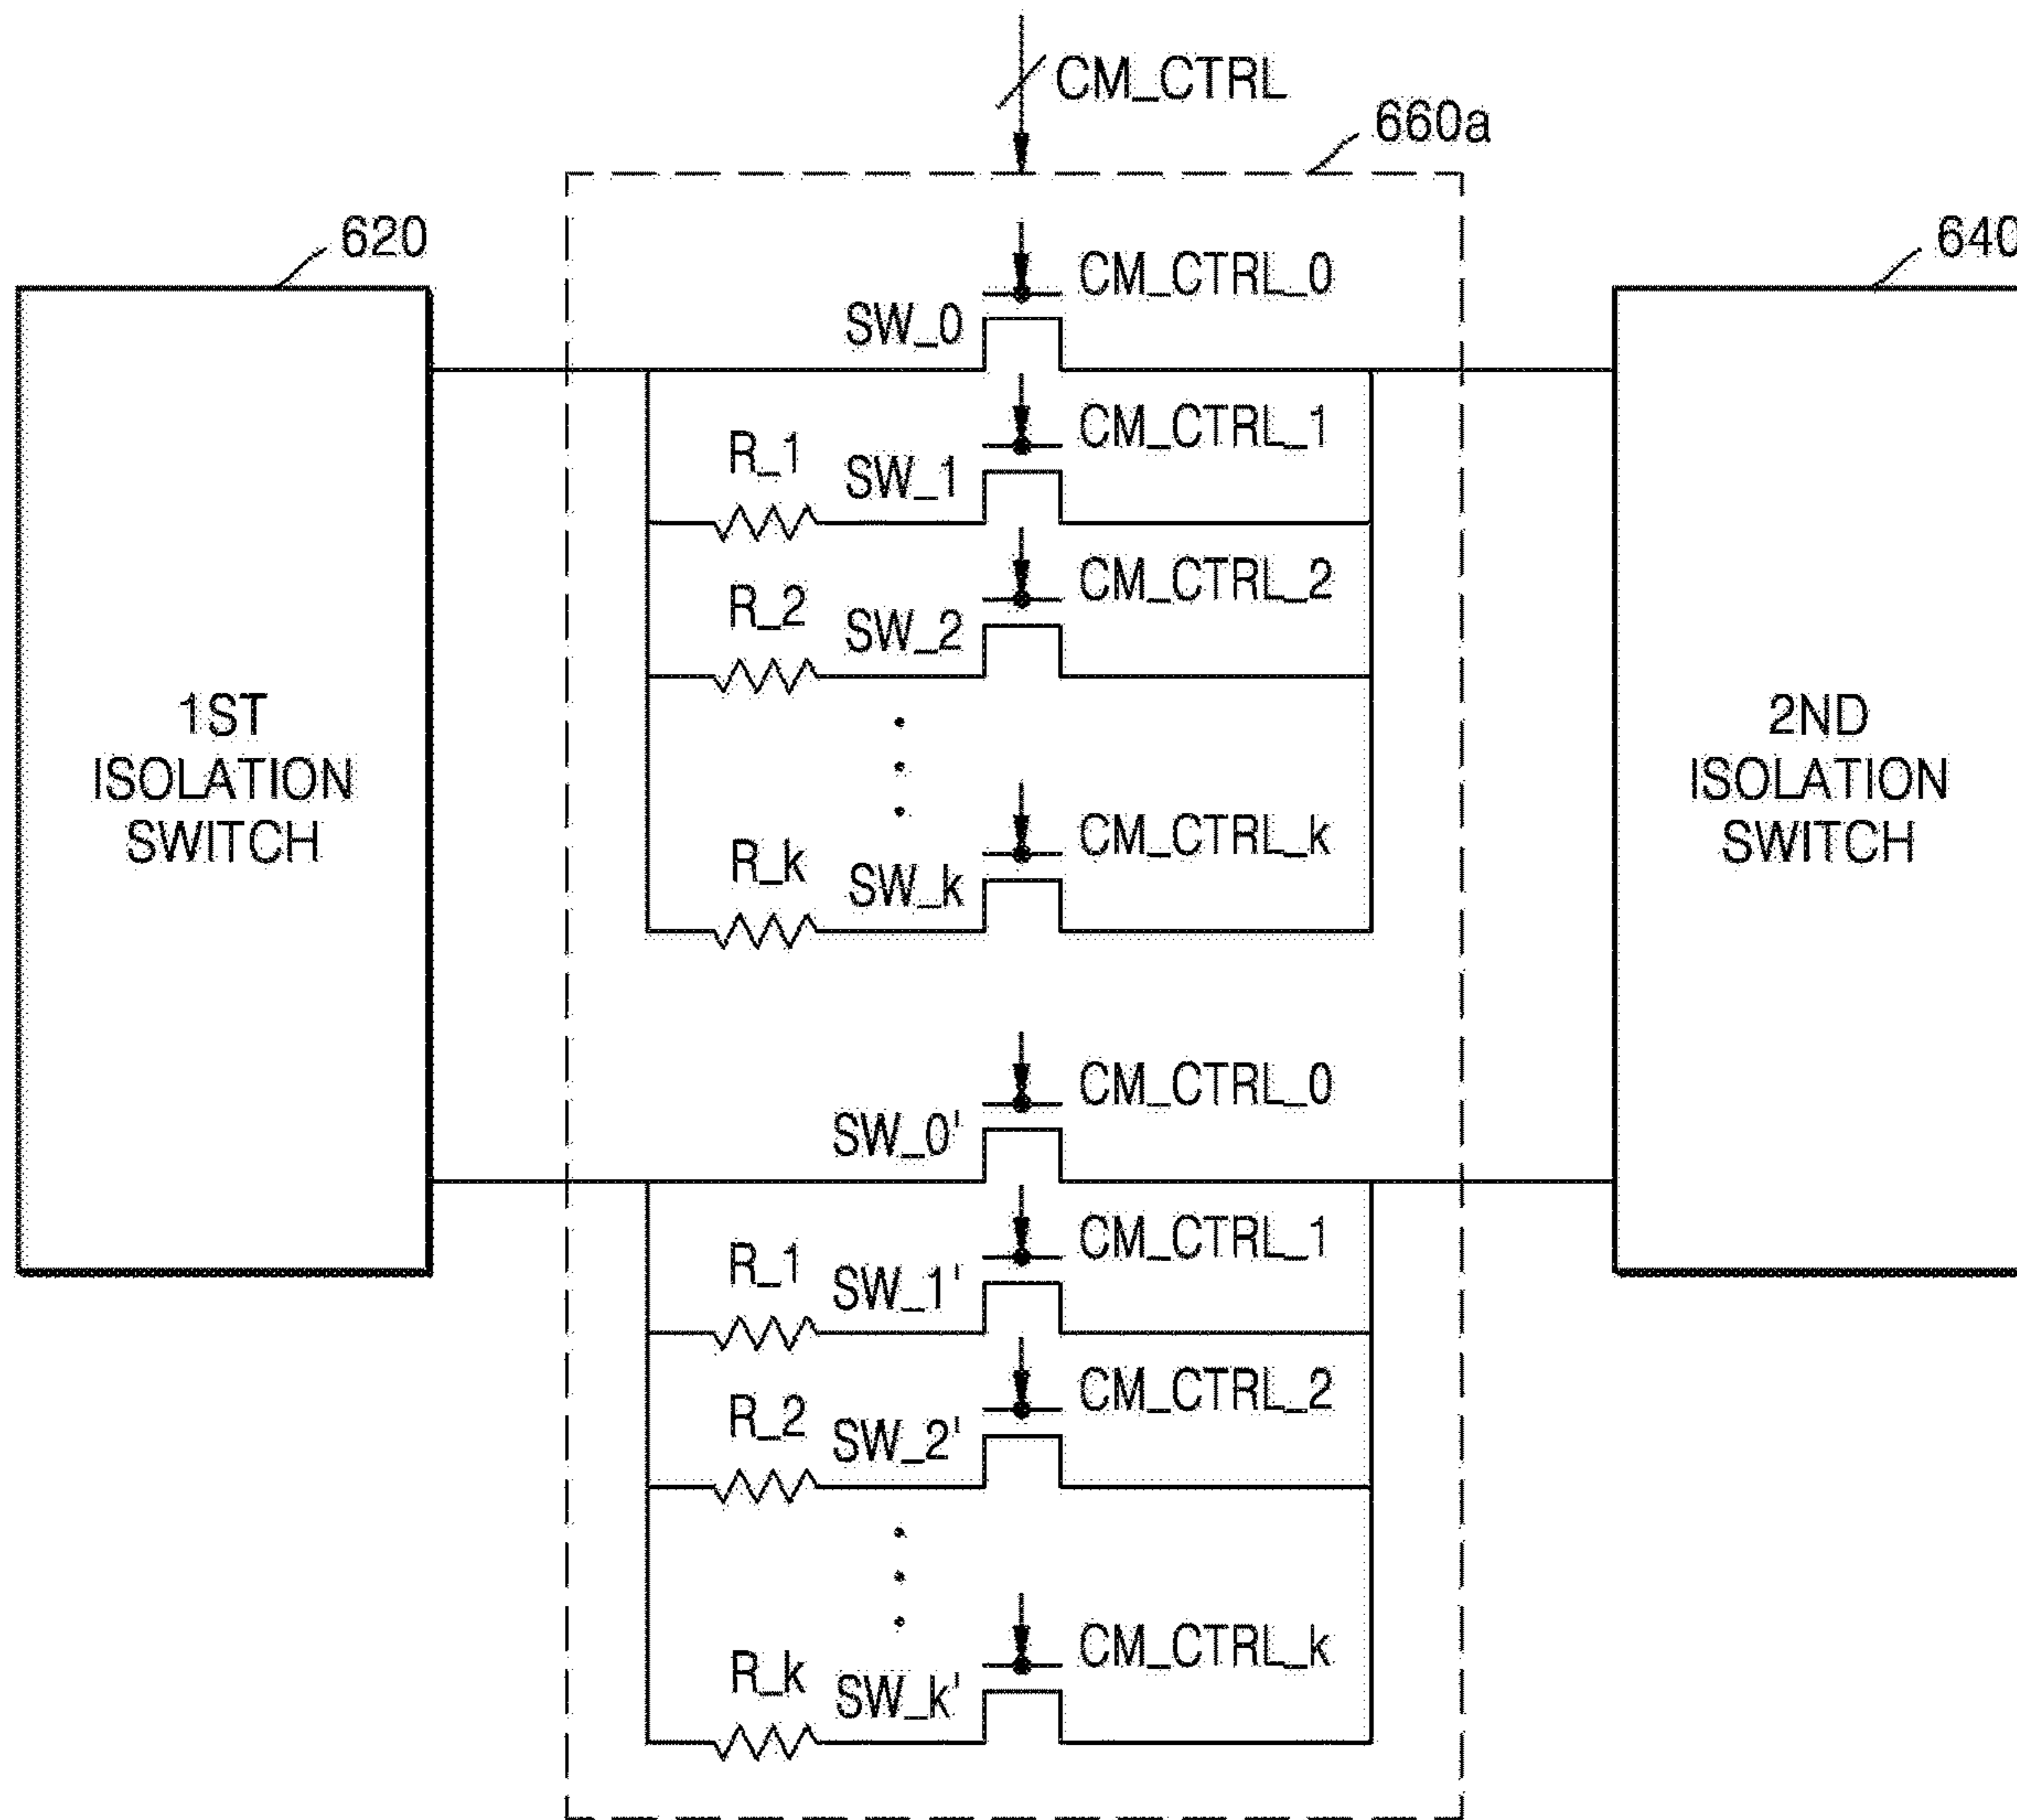 CM_CTRL
660a
620
640
CM_CTRL_0
SW_0
CM_CTRL_1
R_1
SW_1
CM_CTRL_2
R_2
SW_2
1ST
ISOLATION
SWITCH
2ND
ISOLATION
SWITCH
CM_CTRL_k
R_k
SW_k
CM_CTRL_0
SW_0'
CM_CTRL_1
R_1
SW_1'
CM_CTRL_2
R_2
SW_2'
CM_CTRL_k
R_k
SW_k'